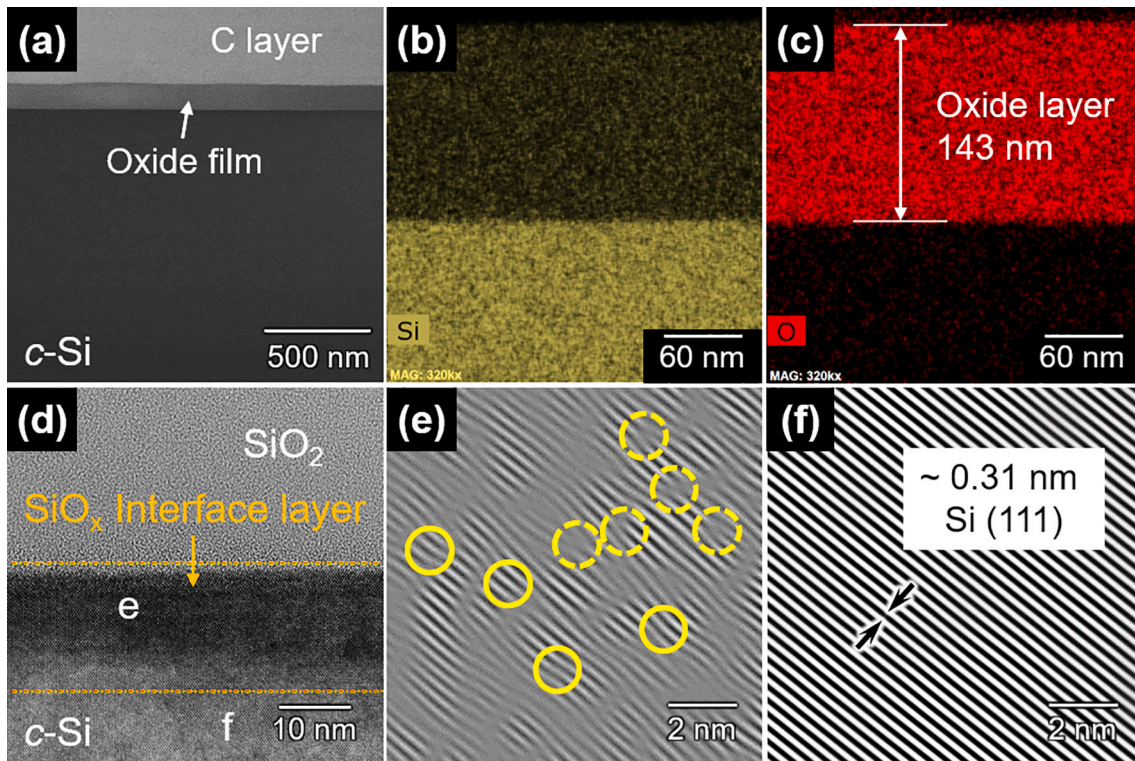 (a)
C layer
Oxide film
500 nm
c-Si
(b)
Si
60 nm
MAG: 320kx
(c)
Oxide layer
143 nm
O
60 nm
MAG: 320kx
(d)
SiO₂
SiOₓ Interface layer
e
10 nm
c-Si
f
(e)
2 nm
(f)
~ 0.31 nm
Si (111)
2 nm